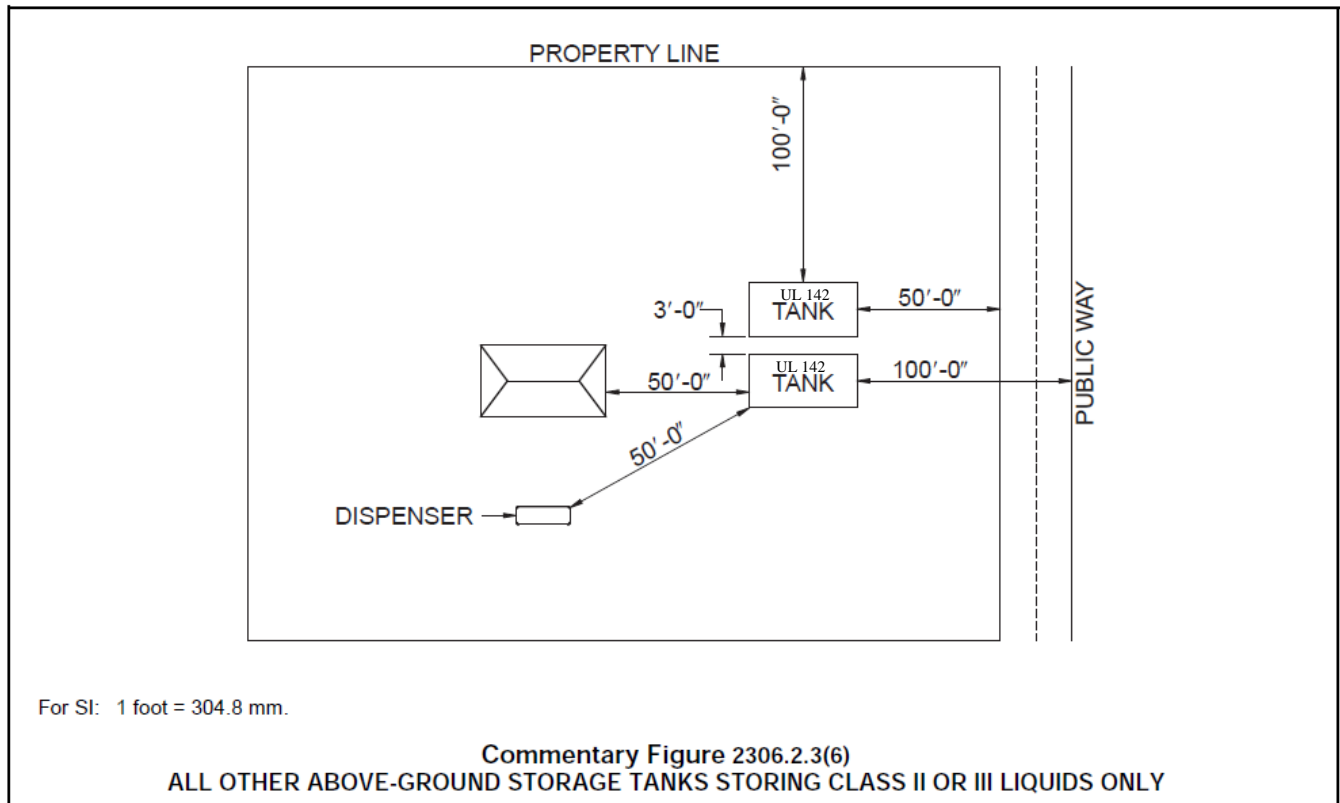 PROPERTY LINE
100'-0"
UL 142
TANK
50'-0"
3'-0"
UL 142
TANK
50'-0"
100'-0"
PUBLIC WAY
50'-0"
DISPENSER
For SI: 1 foot = 304.8 mm.
Commentary Figure 2306.2.3(6)
ALL OTHER ABOVE-GROUND STORAGE TANKS STORING CLASS II OR III LIQUIDS ONLY